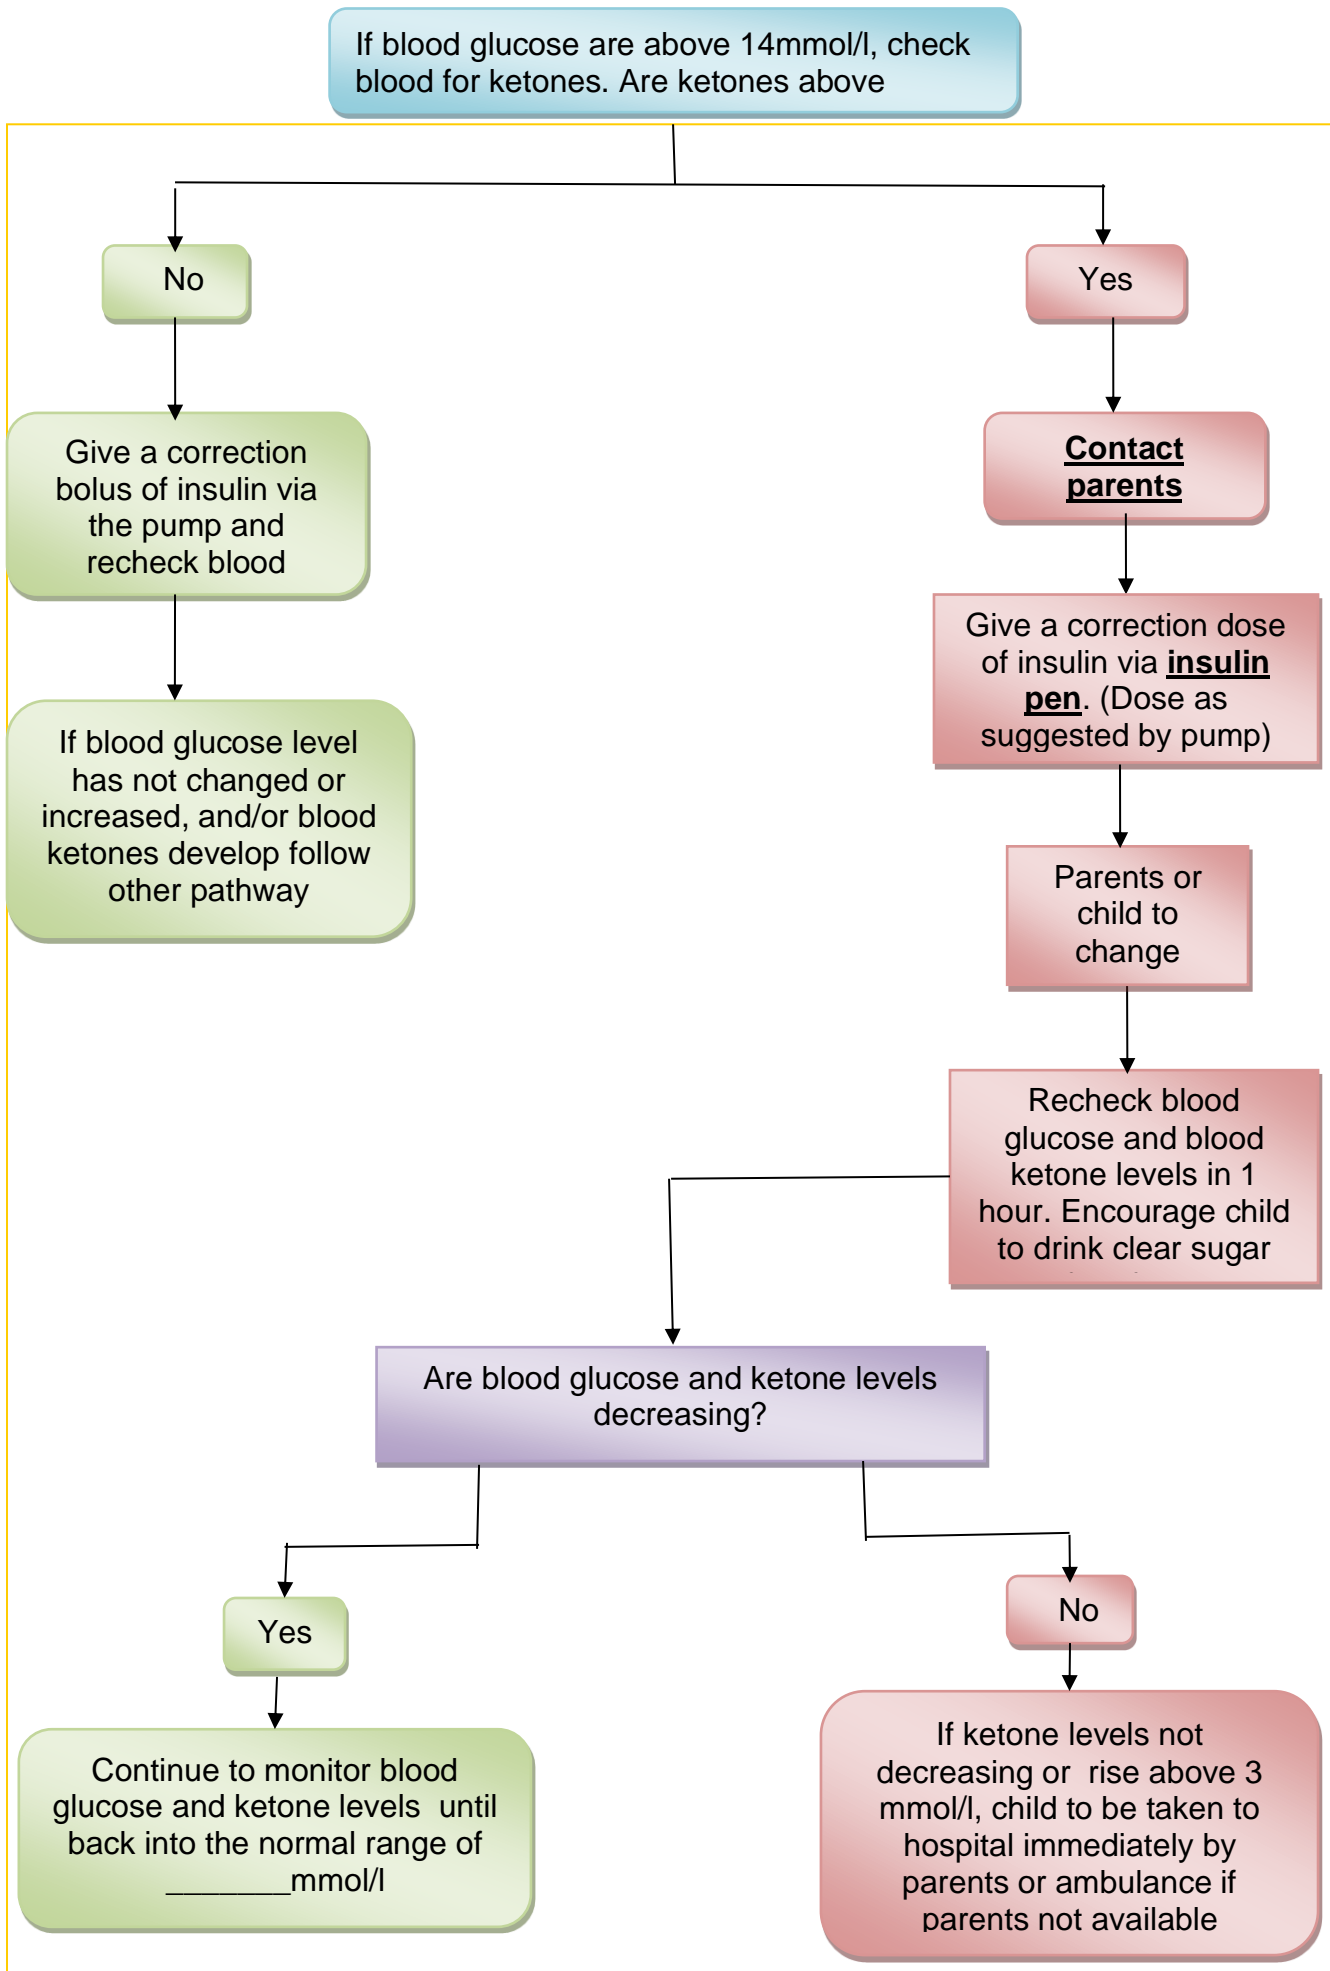 If blood glucose are above 14mmol/l, check
blood for ketones. Are ketones above
No
Yes
Give a correction
bolus of insulin via
the pump and
recheck blood
Contact
parents
If blood glucose level
has not changed or
increased, and/or blood
ketones develop follow
other pathway
Give a correction dose
of insulin via insulin
pen. (Dose as
suggested by pump)
Parents or
child to
change
Recheck blood
glucose and blood
ketone levels in 1
hour. Encourage child
to drink clear sugar
Are blood glucose and ketone levels
decreasing?
Yes
No
Continue to monitor blood
glucose and ketone levels until
back into the normal range of
_______mmol/l
If ketone levels not
decreasing or rise above 3
mmol/l, child to be taken to
hospital immediately by
parents or ambulance if
parents not available